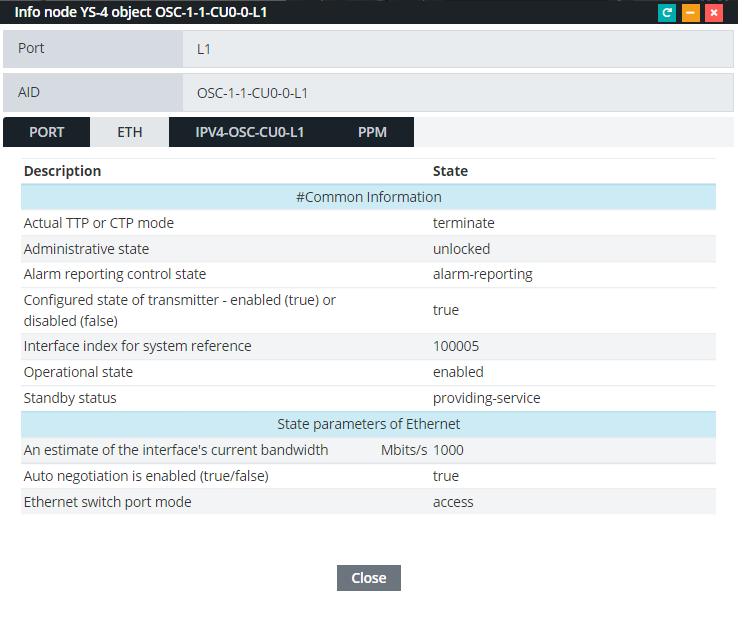 Info node YS-4 object OSC-1-1-CU0-0-L1
Port L1
AID OSC-1-1-CU0-0-L1
PORT ETH IPV4-OSC-CU0-L1 PPM
Description State
#Common Information
Actual TTP or CTP mode terminate
Administrative state unlocked
Alarm reporting control state alarm-reporting
Configured state of transmitter - enabled (true) or
disabled (false) true
Interface index for system reference 100005
Operational state enabled
Standby status providing-service
State parameters of Ethernet
An estimate of the interface's current bandwidth Mbits/s 1000
Auto negotiation is enabled (true/false) true
Ethernet switch port mode access
Close